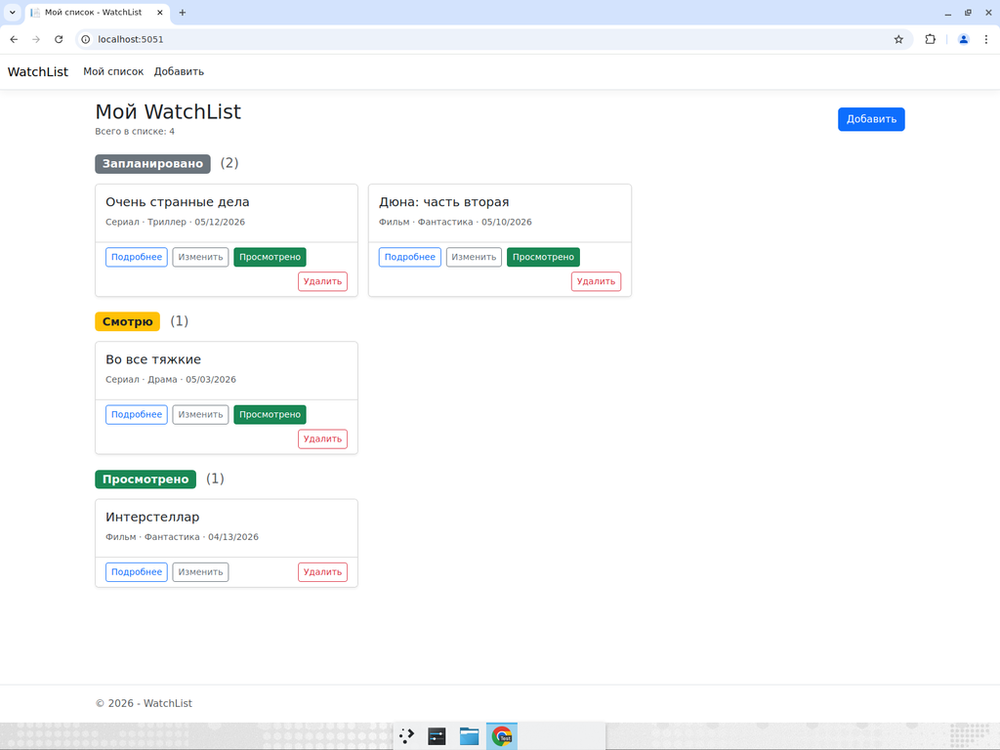 Мой список - WatchList
localhost:5051
WatchList Мой список Добавить
Мой WatchList
Всего в списке: 4
Добавить
Запланировано (2)
Очень странные дела
Сериал · Триллер · 05/12/2026
Подробнее Изменить Просмотрено
Удалить
Дюна: часть вторая
Фильм · Фантастика · 05/10/2026
Подробнее Изменить Просмотрено
Удалить
Смотрю (1)
Во все тяжкие
Сериал · Драма · 05/03/2026
Подробнее Изменить Просмотрено
Удалить
Просмотрено (1)
Интерстеллар
Фильм · Фантастика · 04/13/2026
Подробнее Изменить Удалить
© 2026 - WatchList
Test